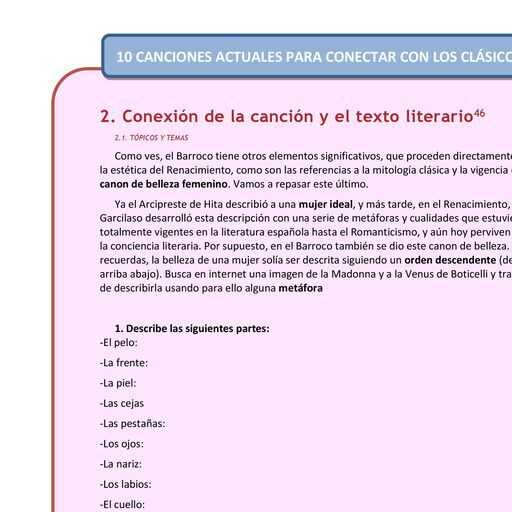 10 CANCIONES ACTUALES PARA CONECTAR CON LOS CLÁSICO
2. Conexión de la canción y el texto literario46
2.1. TÓPICOS Y TEMAS
Como ves, el Barroco tiene otros elementos significativos, que proceden directament
la estética del Renacimiento, como son las referencias a la mitología clásica y la vigencia
canon de belleza femenino. Vamos a repasar este último.
Ya el Arcipreste de Hita describió a una mujer ideal, y más tarde, en el Renacimiento,
Garcilaso desarrolló esta descripción con una serie de metáforas y cualidades que estuvie
totalmente vigentes en la literatura española hasta el Romanticismo, y aún hoy perviven
la conciencia literaria. Por supuesto, en el Barroco también se dio este canon de belleza.
recuerdas, la belleza de una mujer solía ser descrita siguiendo un orden descendente (de
arriba abajo). Busca en internet una imagen de la Madonna y a la Venus de Boticelli y tra
de describirla usando para ello alguna metáfora
1. Describe las siguientes partes:
-El pelo:
-La frente:
-La piel:
-Las cejas
-Las pestañas:
-Los ojos:
-La nariz:
-Los labios:
-El cuello: